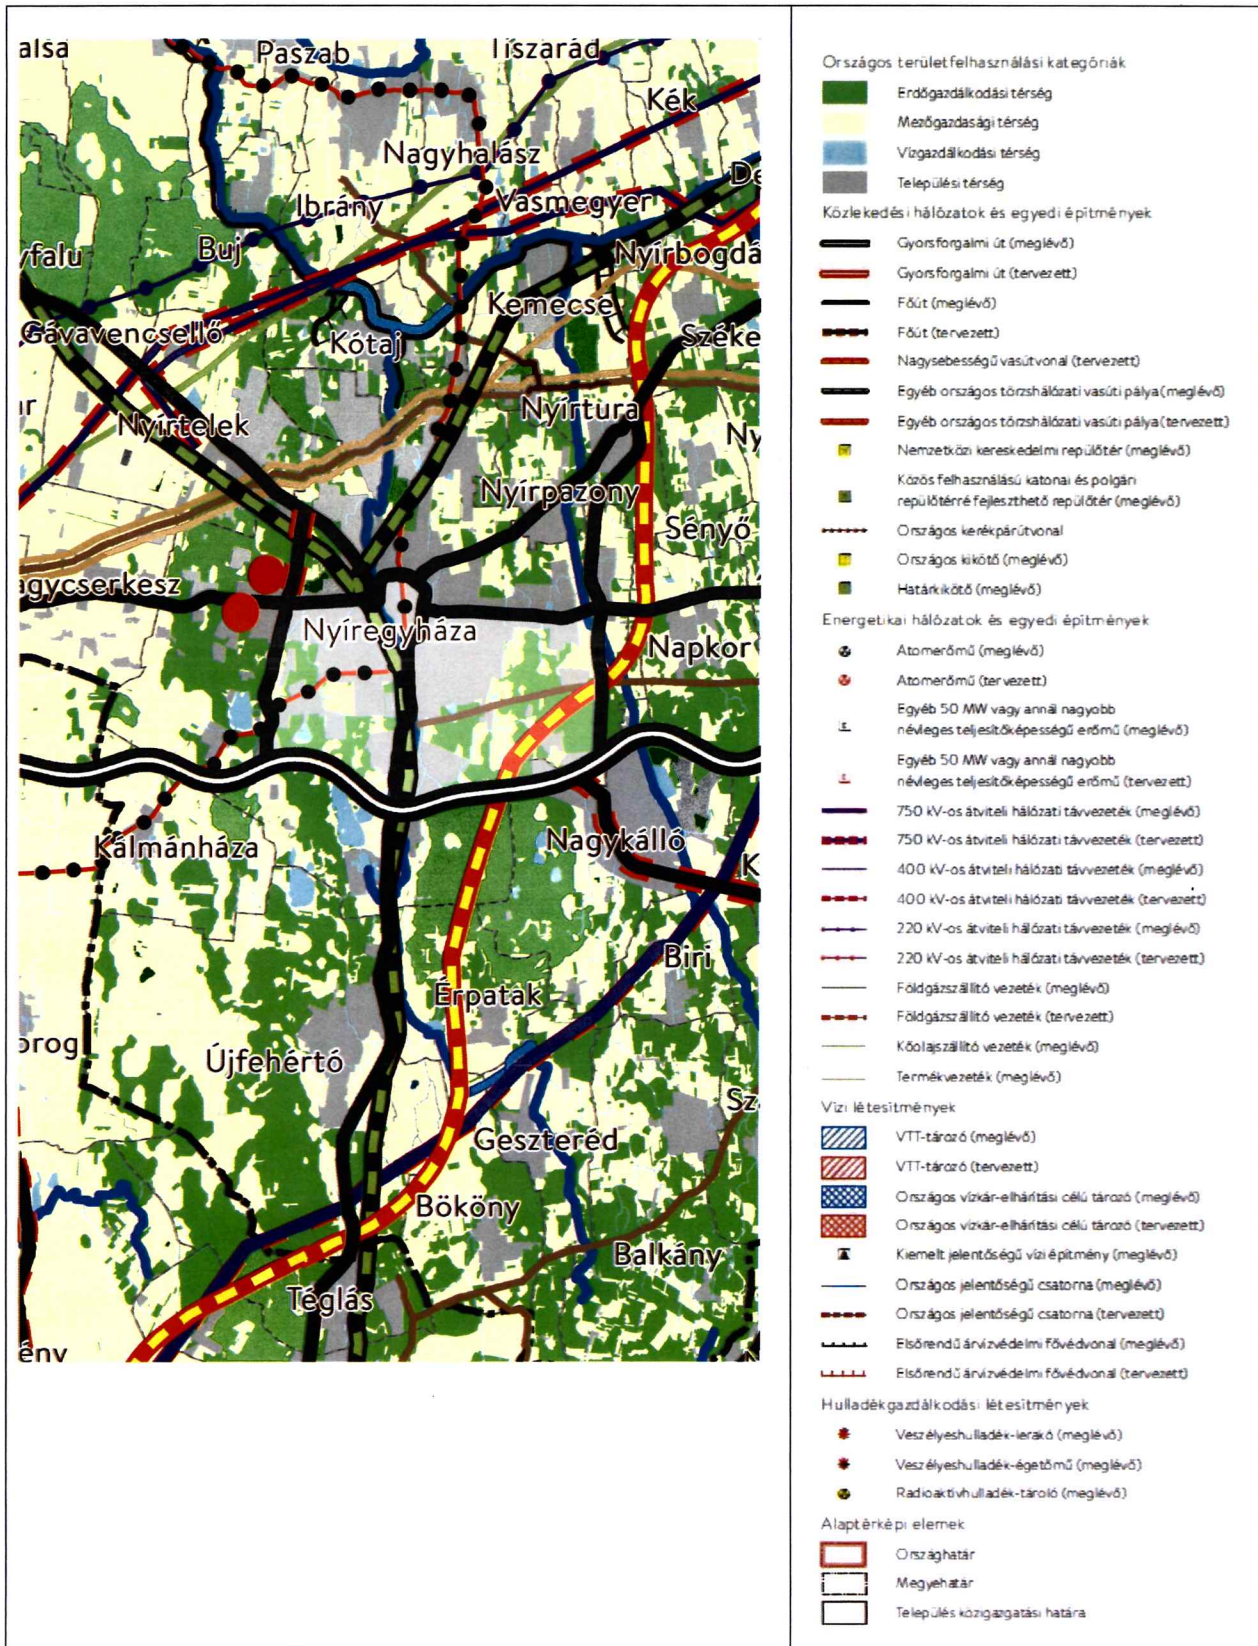 alsa
Paszab
Tiszarád
Kék
Nagyhalász
Ibrány
Vasmegyer
De
Buj
yfalu
Nyírbogdá
Kemecse
Gávavencsellő
Kótaj
Széke
Nyírtelek
Nyírtura
Ny
Nyírpazony
Sényő
agycserkesz
Nyíregyháza
Napkor
Kálmánháza
Nagykálló
K
Biri
Érpatak
orog
Újfehértó
Sz
Geszteréd
Bököny
Balkány
Téglás
ény
Országos területfelhasználási kategóriák
Erdőgazdálkodási térség
Mezőgazdasági térség
Vízgazdálkodási térség
Települési térség
Közlekedési hálózatok és egyedi építmények
Gyorsforgalmi út (meglévő)
Gyorsforgalmi út (tervezett)
Főút (meglévő)
Főút (tervezett)
Nagysebességű vasútvonal (tervezett)
Egyéb országos törzshálózati vasúti pálya (meglévő)
Egyéb országos törzshálózati vasúti pálya (tervezett)
Nemzetközi kereskedelmi repülőtér (meglévő)
Közös felhasználású katonai és polgári
repülőtérré fejleszthető repülőtér (meglévő)
Országos kerékpárútvonal
Országos kikötő (meglévő)
Határkikötő (meglévő)
Energetikai hálózatok és egyedi építmények
Atomerőmű (meglévő)
Atomerőmű (tervezett)
Egyéb 50 MW vagy annál nagyobb
névleges teljesítőképességű erőmű (meglévő)
Egyéb 50 MW vagy annál nagyobb
névleges teljesítőképességű erőmű (tervezett)
750 kV-os átviteli hálózati távvezeték (meglévő)
750 kV-os átviteli hálózati távvezeték (tervezett)
400 kV-os átviteli hálózati távvezeték (meglévő)
400 kV-os átviteli hálózati távvezeték (tervezett)
220 kV-os átviteli hálózati távvezeték (meglévő)
220 kV-os átviteli hálózati távvezeték (tervezett)
Földgázszállító vezeték (meglévő)
Földgázszállító vezeték (tervezett)
Kőolajszállító vezeték (meglévő)
Termékvezeték (meglévő)
Vízi létesítmények
VTT-tározó (meglévő)
VTT-tározó (tervezett)
Országos vízkár-elhárítási célú tározó (meglévő)
Országos vízkár-elhárítási célú tározó (tervezett)
Kiemelt jelentőségű vízi építmény (meglévő)
Országos jelentőségű csatorna (meglévő)
Országos jelentőségű csatorna (tervezett)
Elsőrendű árvízvédelmi fővédvonal (meglévő)
Elsőrendű árvízvédelmi fővédvonal (tervezett)
Hulladékgazdálkodási létesítmények
Veszélyeshulladék-lerakó (meglévő)
Veszélyeshulladék-égetőmű (meglévő)
Radioaktívhulladék-tároló (meglévő)
Alaptérképi elemek
Országhatár
Megyehatár
Település közigazgatási határa